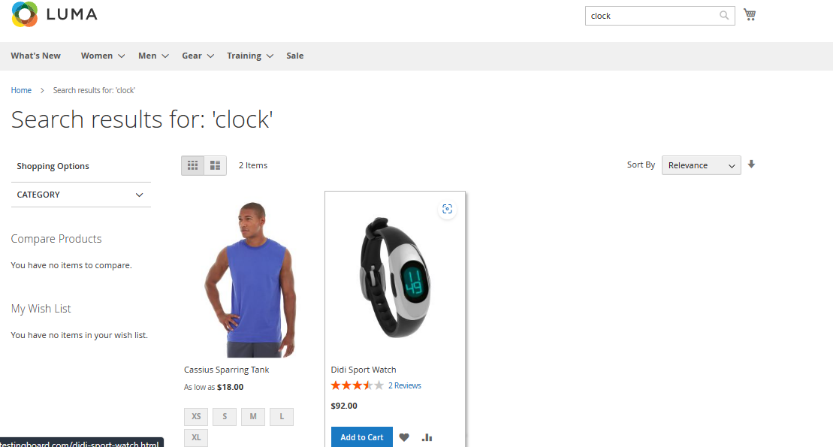 LUMA
clock
What's New Women Men Gear Training Sale
Home > Search results for: 'clock'
Search results for: 'clock'
Shopping Options
2 Items
Sort By Relevance
CATEGORY
Compare Products
You have no items to compare.
My Wish List
You have no items in your wish list.
11
49
Cassius Sparring Tank
As low as $18.00
XS S M L
XL
Didi Sport Watch
2 Reviews
$92.00
Add to Cart
testingboard.com/didi-sport-watch.html